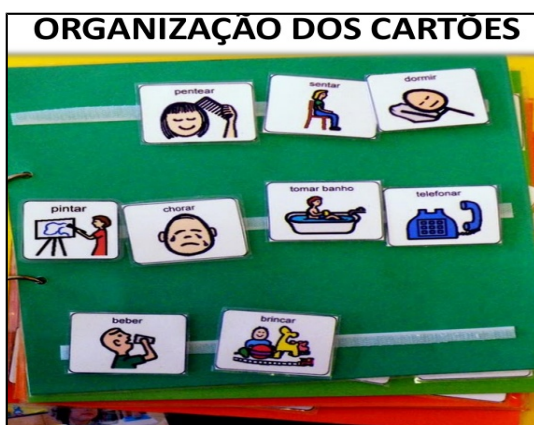 ORGANIZAÇÃO DOS CARTÕES
pentear
sentar
dormir
pintar
chorar
tomar banho
telefonar
beber
brincar